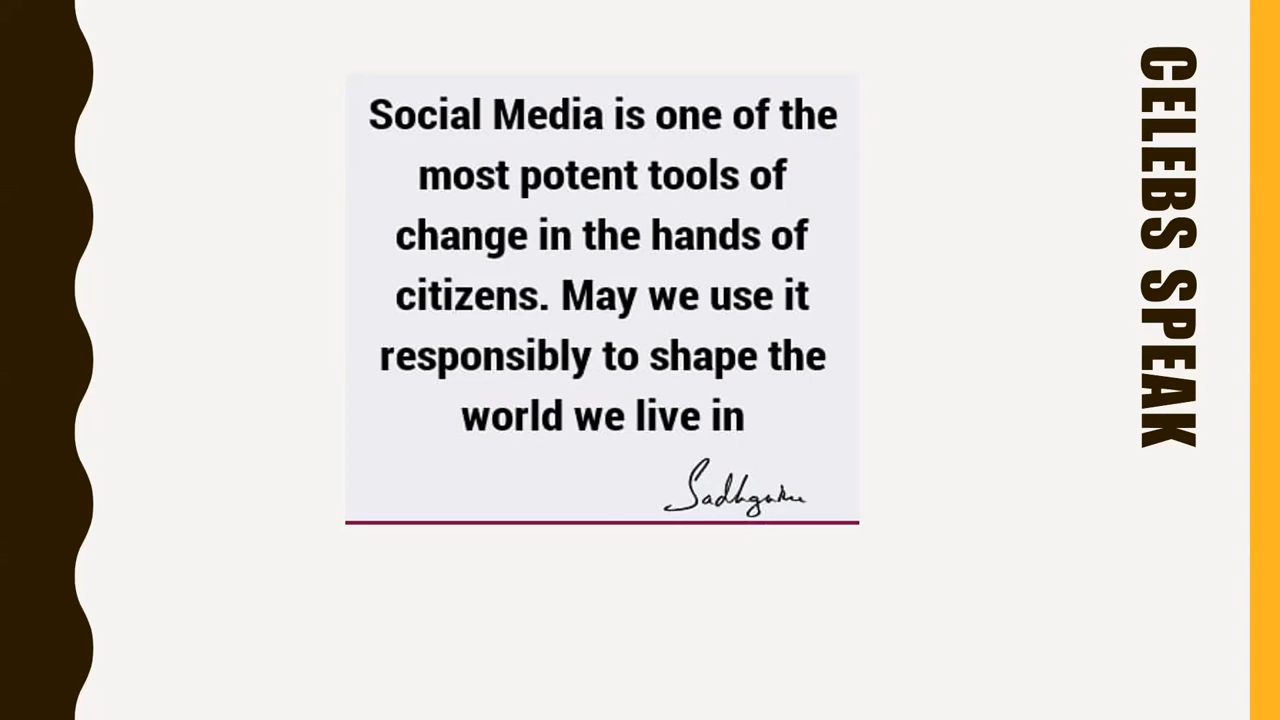 CELEBS SPEAK
Social Media is one of the
most potent tools of
change in the hands of
citizens. May we use it
responsibly to shape the
world we live in
Sadhguru